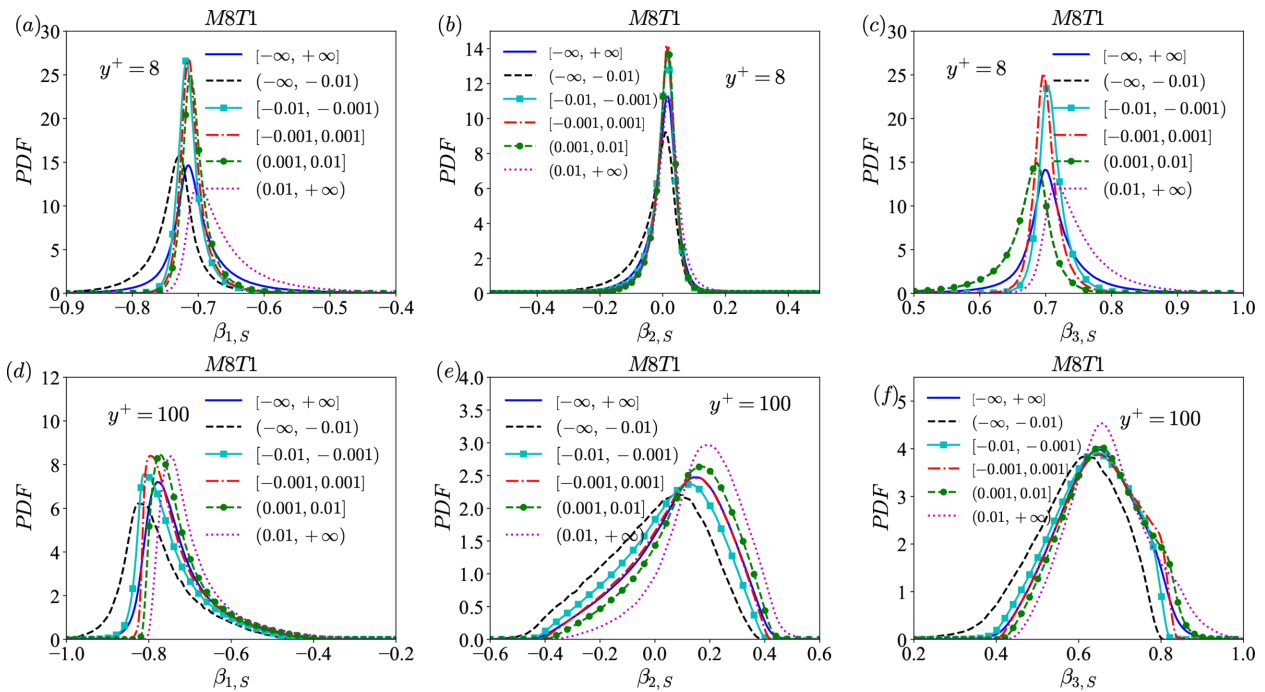 (a)
M8T1
30
25
20
15
10
5
0
PDF
y⁺ = 8
[−∞, +∞]
(−∞, −0.01)
[−0.01, −0.001)
[−0.001, 0.001]
(0.001, 0.01]
(0.01, +∞)
−0.9 −0.8 −0.7 −0.6 −0.5 −0.4
β₁,S
(b)
M8T1
14
12
10
8
6
4
2
0
PDF
y⁺ = 8
[−∞, +∞]
(−∞, −0.01)
[−0.01, −0.001)
[−0.001, 0.001]
(0.001, 0.01]
(0.01, +∞)
−0.4 −0.2 0.0 0.2 0.4
β₂,S
(c)
M8T1
30
25
20
15
10
5
0
PDF
y⁺ = 8
[−∞, +∞]
(−∞, −0.01)
[−0.01, −0.001)
[−0.001, 0.001]
(0.001, 0.01]
(0.01, +∞)
0.5 0.6 0.7 0.8 0.9 1.0
β₃,S
(d)
M8T1
12
10
8
6
4
2
0
PDF
y⁺ = 100
[−∞, +∞]
(−∞, −0.01)
[−0.01, −0.001)
[−0.001, 0.001]
(0.001, 0.01]
(0.01, +∞)
−1.0 −0.8 −0.6 −0.4 −0.2
β₁,S
(e)
M8T1
4.0
3.5
3.0
2.5
2.0
1.5
1.0
0.5
0.0
PDF
y⁺ = 100
[−∞, +∞]
(−∞, −0.01)
[−0.01, −0.001)
[−0.001, 0.001]
(0.001, 0.01]
(0.01, +∞)
−0.6 −0.4 −0.2 0.0 0.2 0.4 0.6
β₂,S
(f)
M8T1
5
4
3
2
1
0
PDF
y⁺ = 100
[−∞, +∞]
(−∞, −0.01)
[−0.01, −0.001)
[−0.001, 0.001]
(0.001, 0.01]
(0.01, +∞)
0.2 0.4 0.6 0.8 1.0
β₃,S